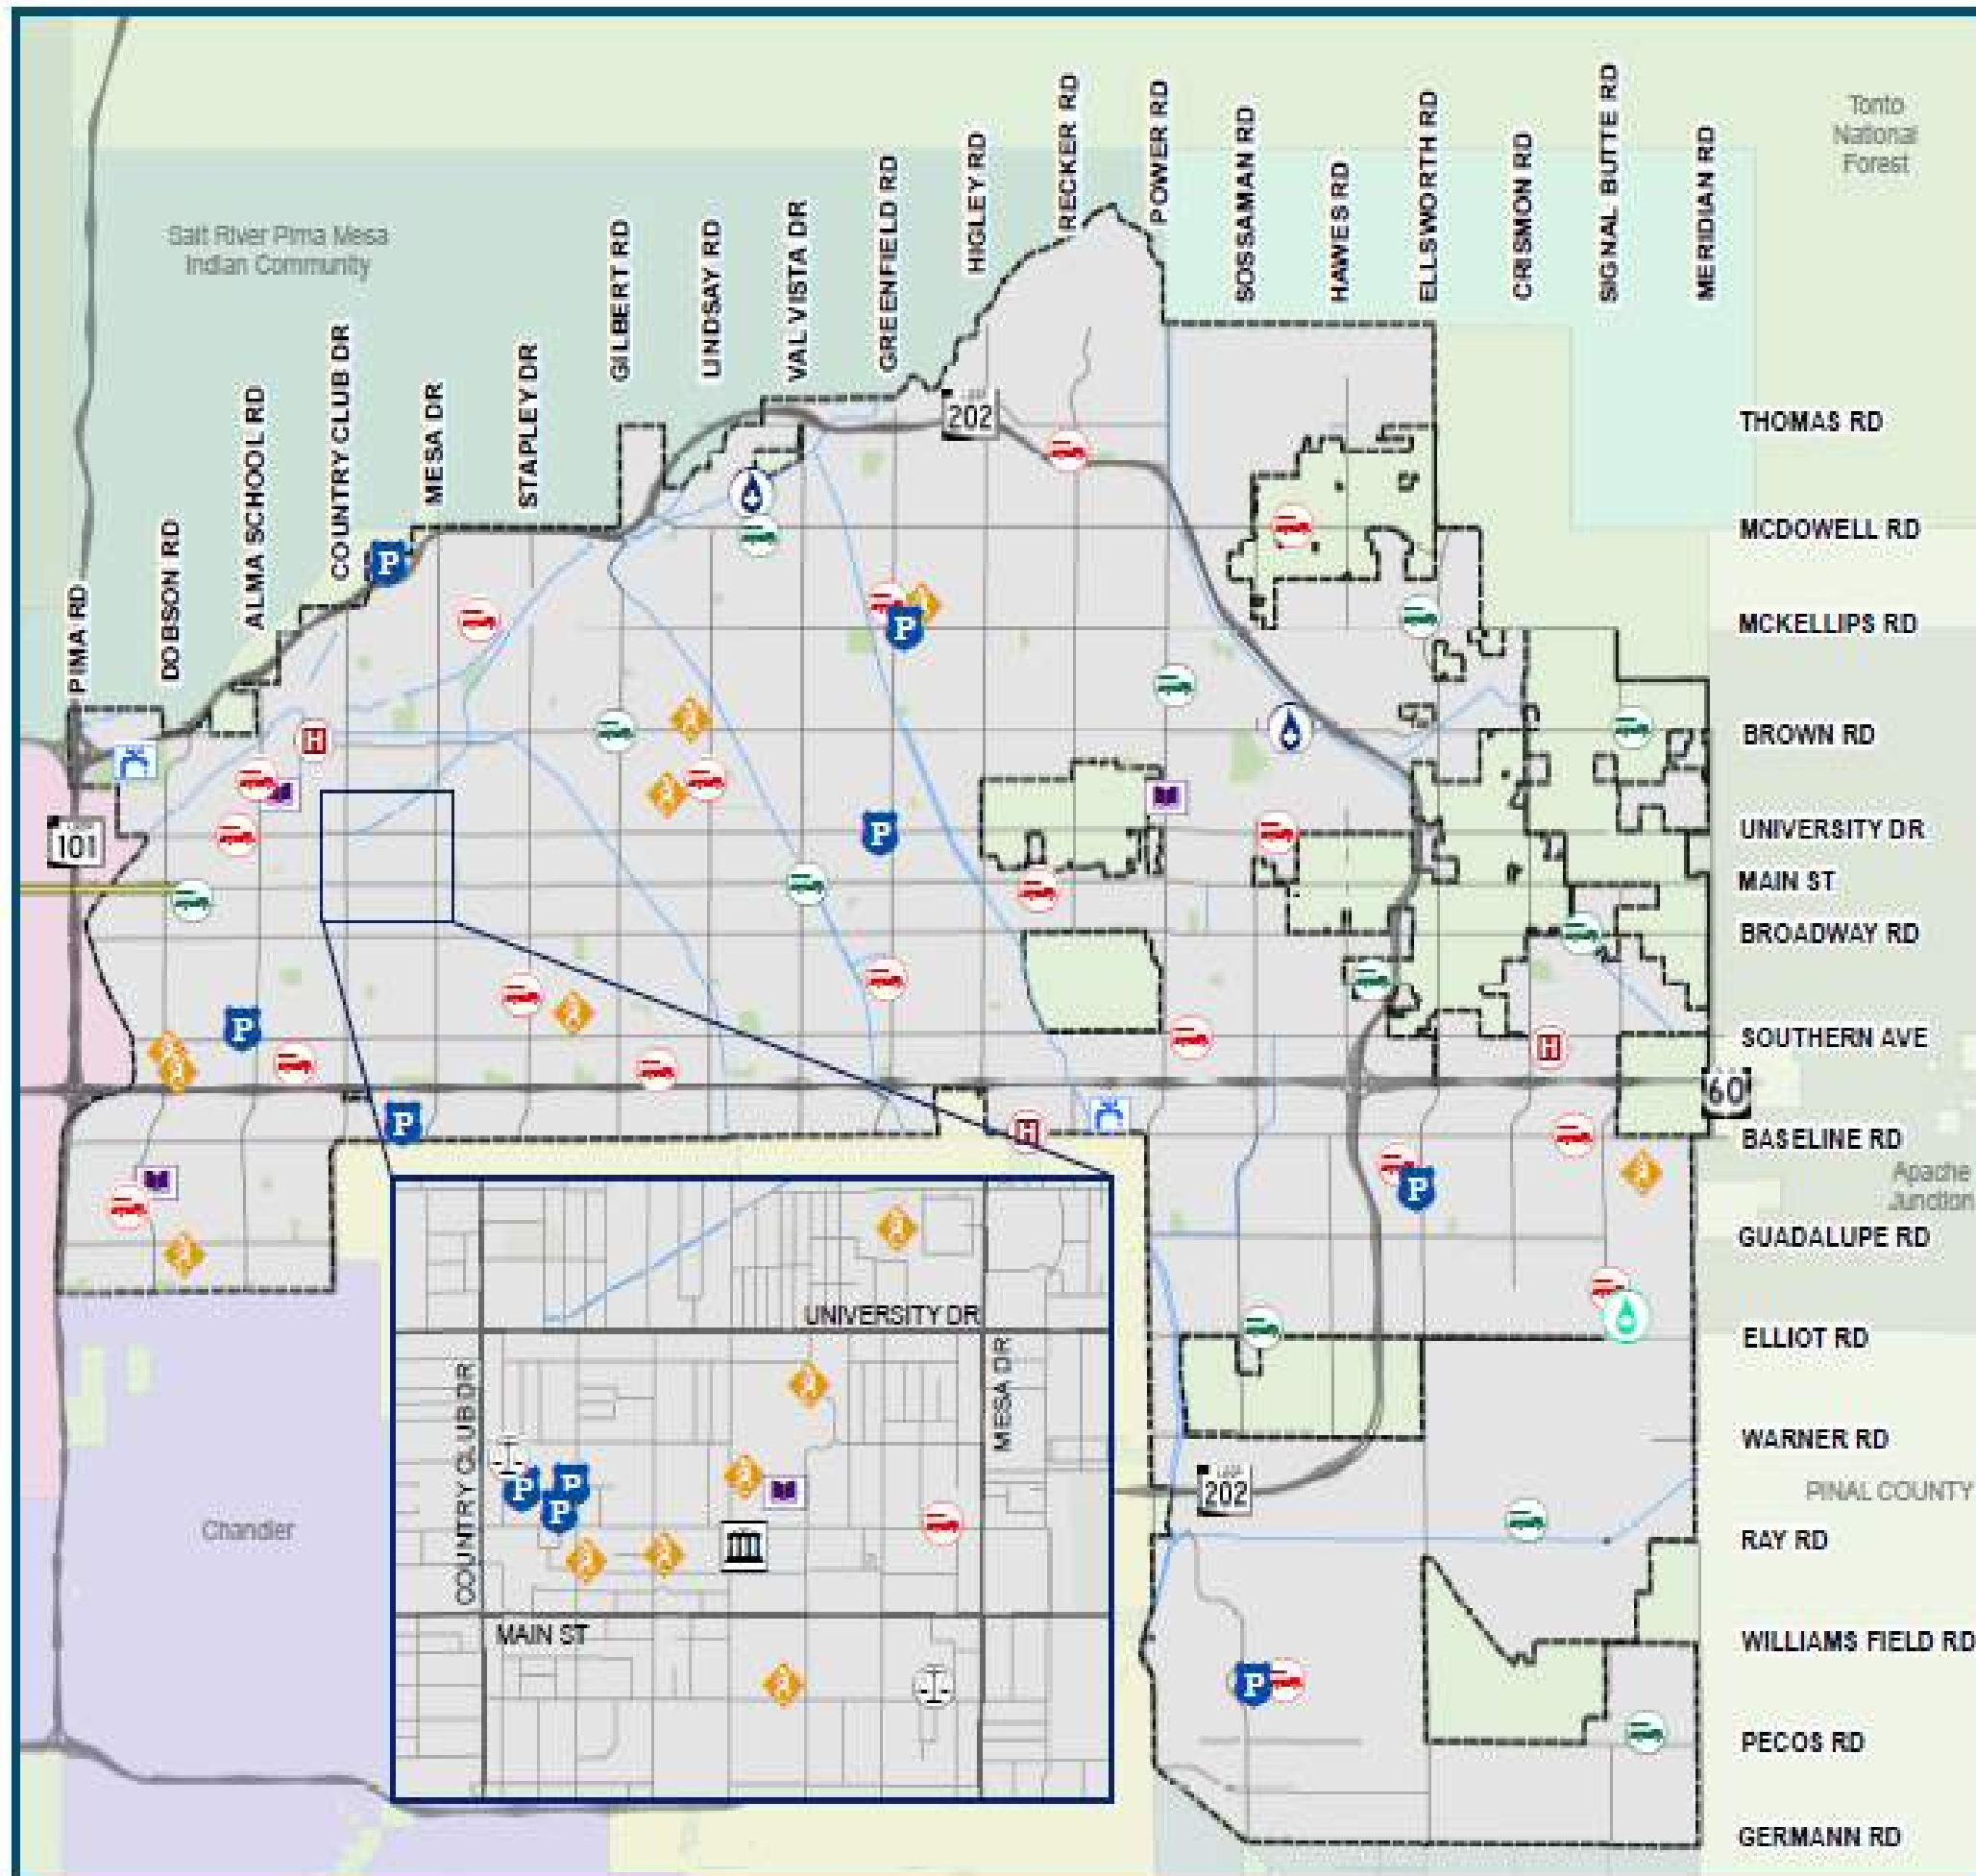 Tonto
National
Forest
Salt River Pima Mesa
Indian Community
PIMA RD
DOBSON RD
ALMA SCHOOL RD
COUNTRY CLUB DR
MESA DR
STAPLEY DR
GILBERT RD
LINDSAY RD
VAL VISTA DR
GREENFIELD RD
HIGLEY RD
RECKER RD
POWER RD
SOSSAMAN RD
HAWES RD
ELLSWORTH RD
CRISMON RD
SIGNAL BUTTE RD
MERIDIAN RD
THOMAS RD
MCDOWELL RD
MCKELLIPS RD
BROWN RD
UNIVERSITY DR
MAIN ST
BROADWAY RD
SOUTHERN AVE
BASELINE RD
GUADALUPE RD
ELLIOT RD
WARNER RD
RAY RD
WILLIAMS FIELD RD
PECOS RD
GERMANN RD
202
101
60
202
P
P
P
P
P
P
P
H
H
H
Apache
Junction
PINAL COUNTY
Chandler
UNIVERSITY DR
COUNTRY CLUB DR
MESA DR
P
P
P
MAIN ST